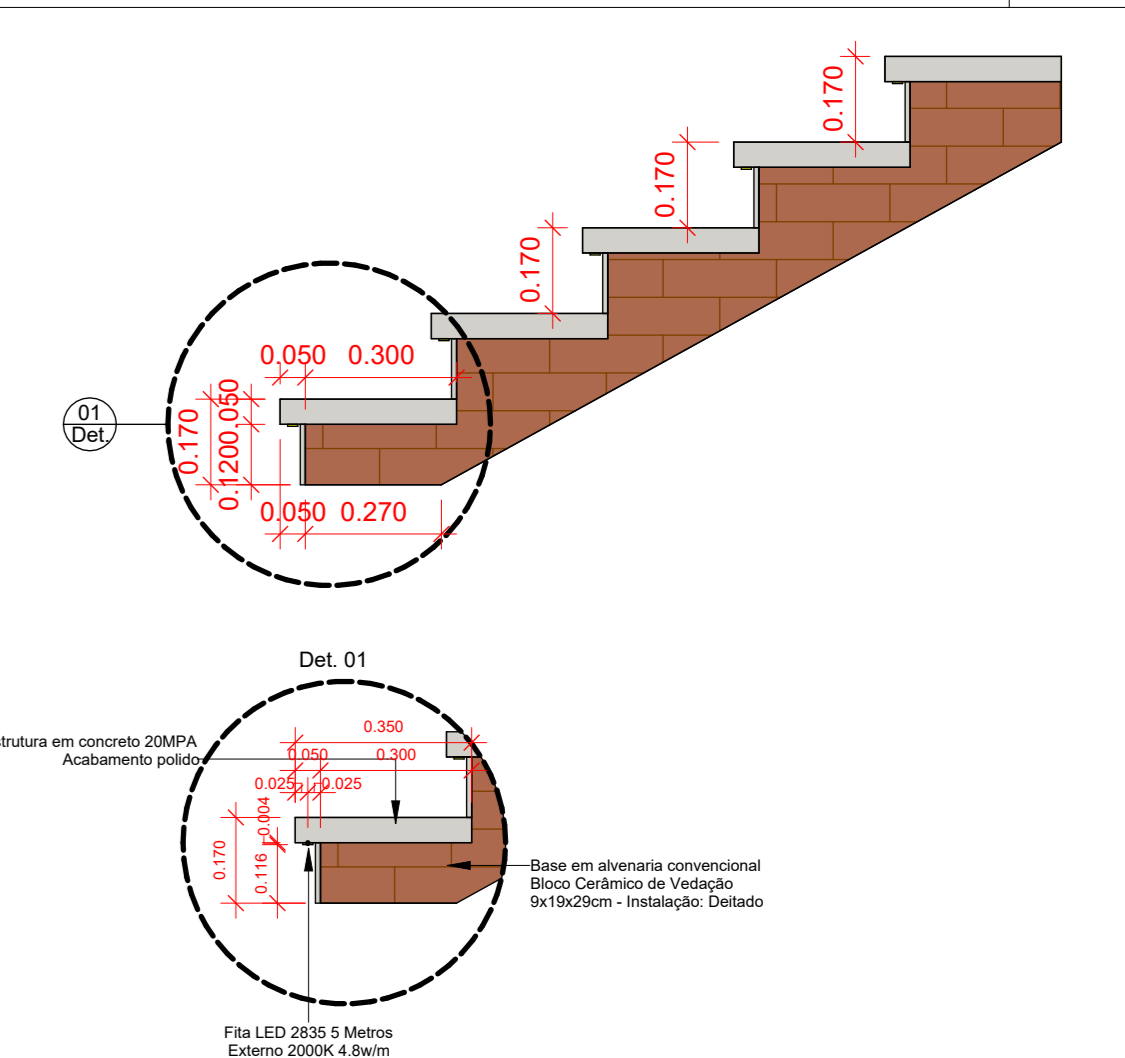 0.170
0.170
0.170
0.050 0.300
01
Det.
0.170
0.050
0.120
0.050 0.270
Det. 01
strutura em concreto 20MPA
Acabamento polido
0.350
0.050 0.300
0.025 0.025
0.004
0.170
0.116
Base em alvenaria convencional
Bloco Cerâmico de Vedação
9x19x29cm - Instalação: Deitado
Fita LED 2835 5 Metros
Externo 2000K 4.8w/m